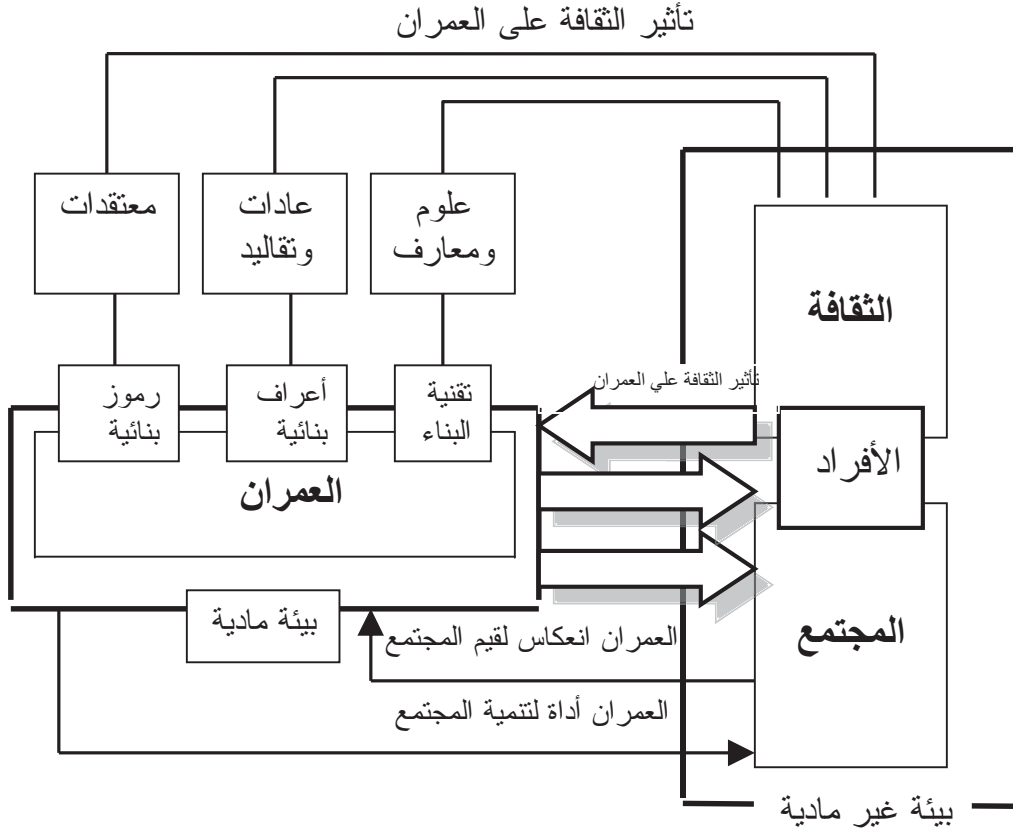 تأثير الثقافة على العمران
علوم
ومعارف
عادات
وتقاليد
معتقدات
الثقافة
تأثير الثقافة علي العمران
تقنية
البناء
أعراف
بنائية
رموز
بنائية
الأفراد
العمران
المجتمع
بيئة مادية
العمران انعكاس لقيم المجتمع
العمران أداة لتنمية المجتمع
بيئة غير مادية